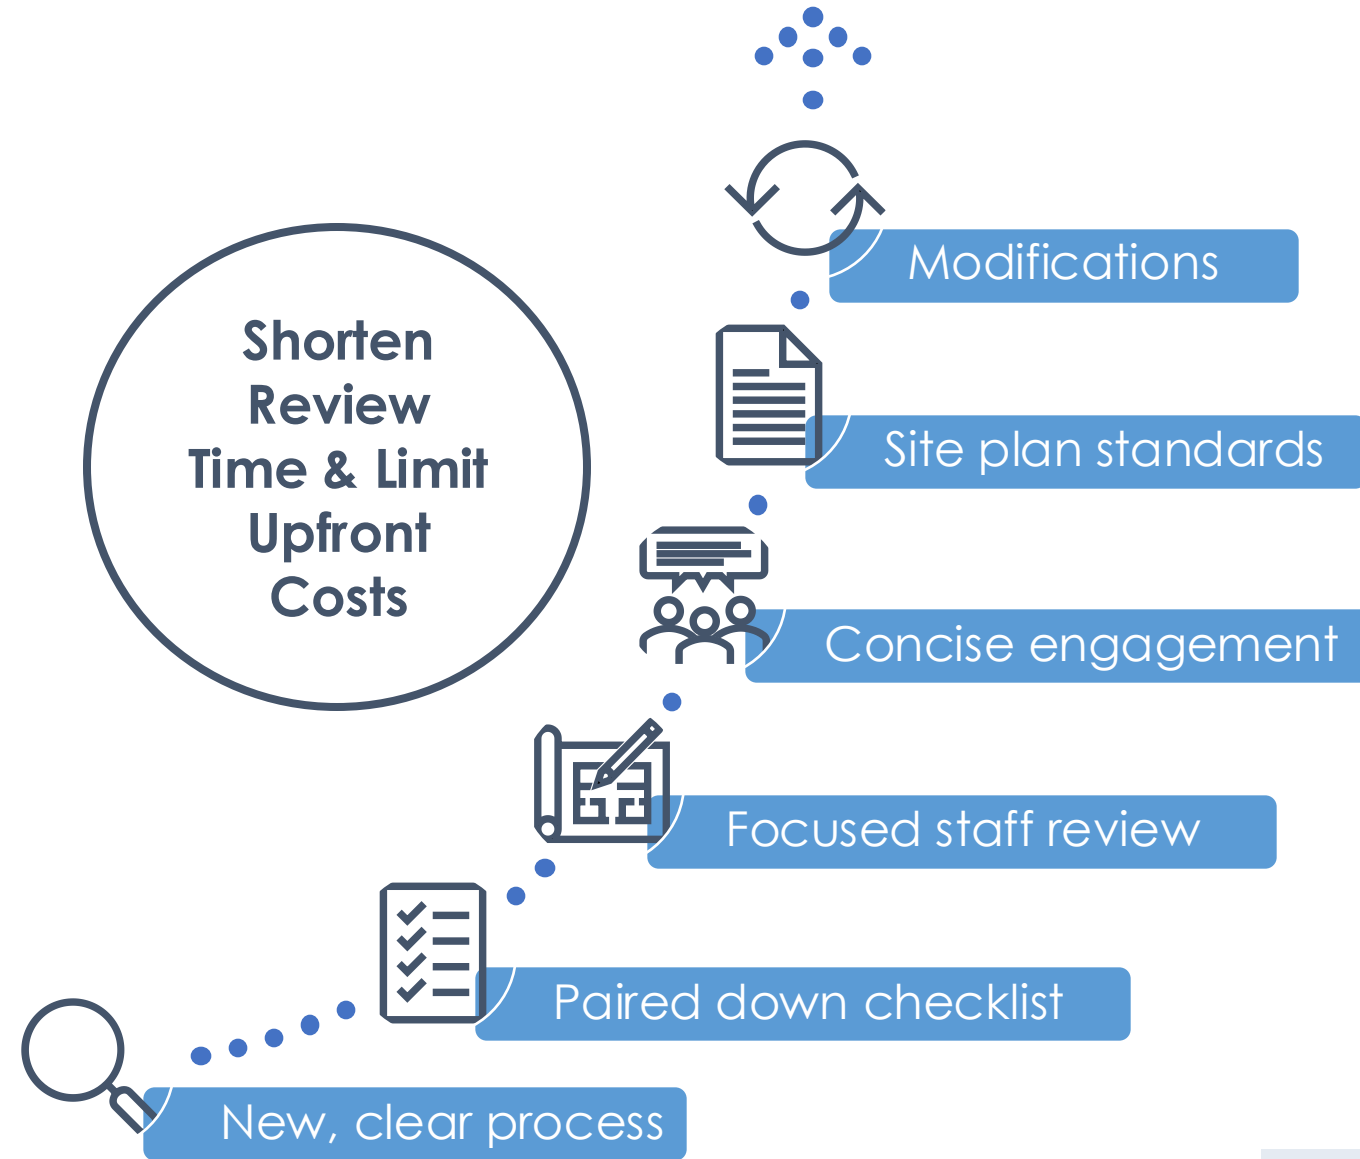 Modifications
Shorten
Review
Time & Limit
Upfront
Costs
Site plan standards
Concise engagement
Focused staff review
Paired down checklist
New, clear process